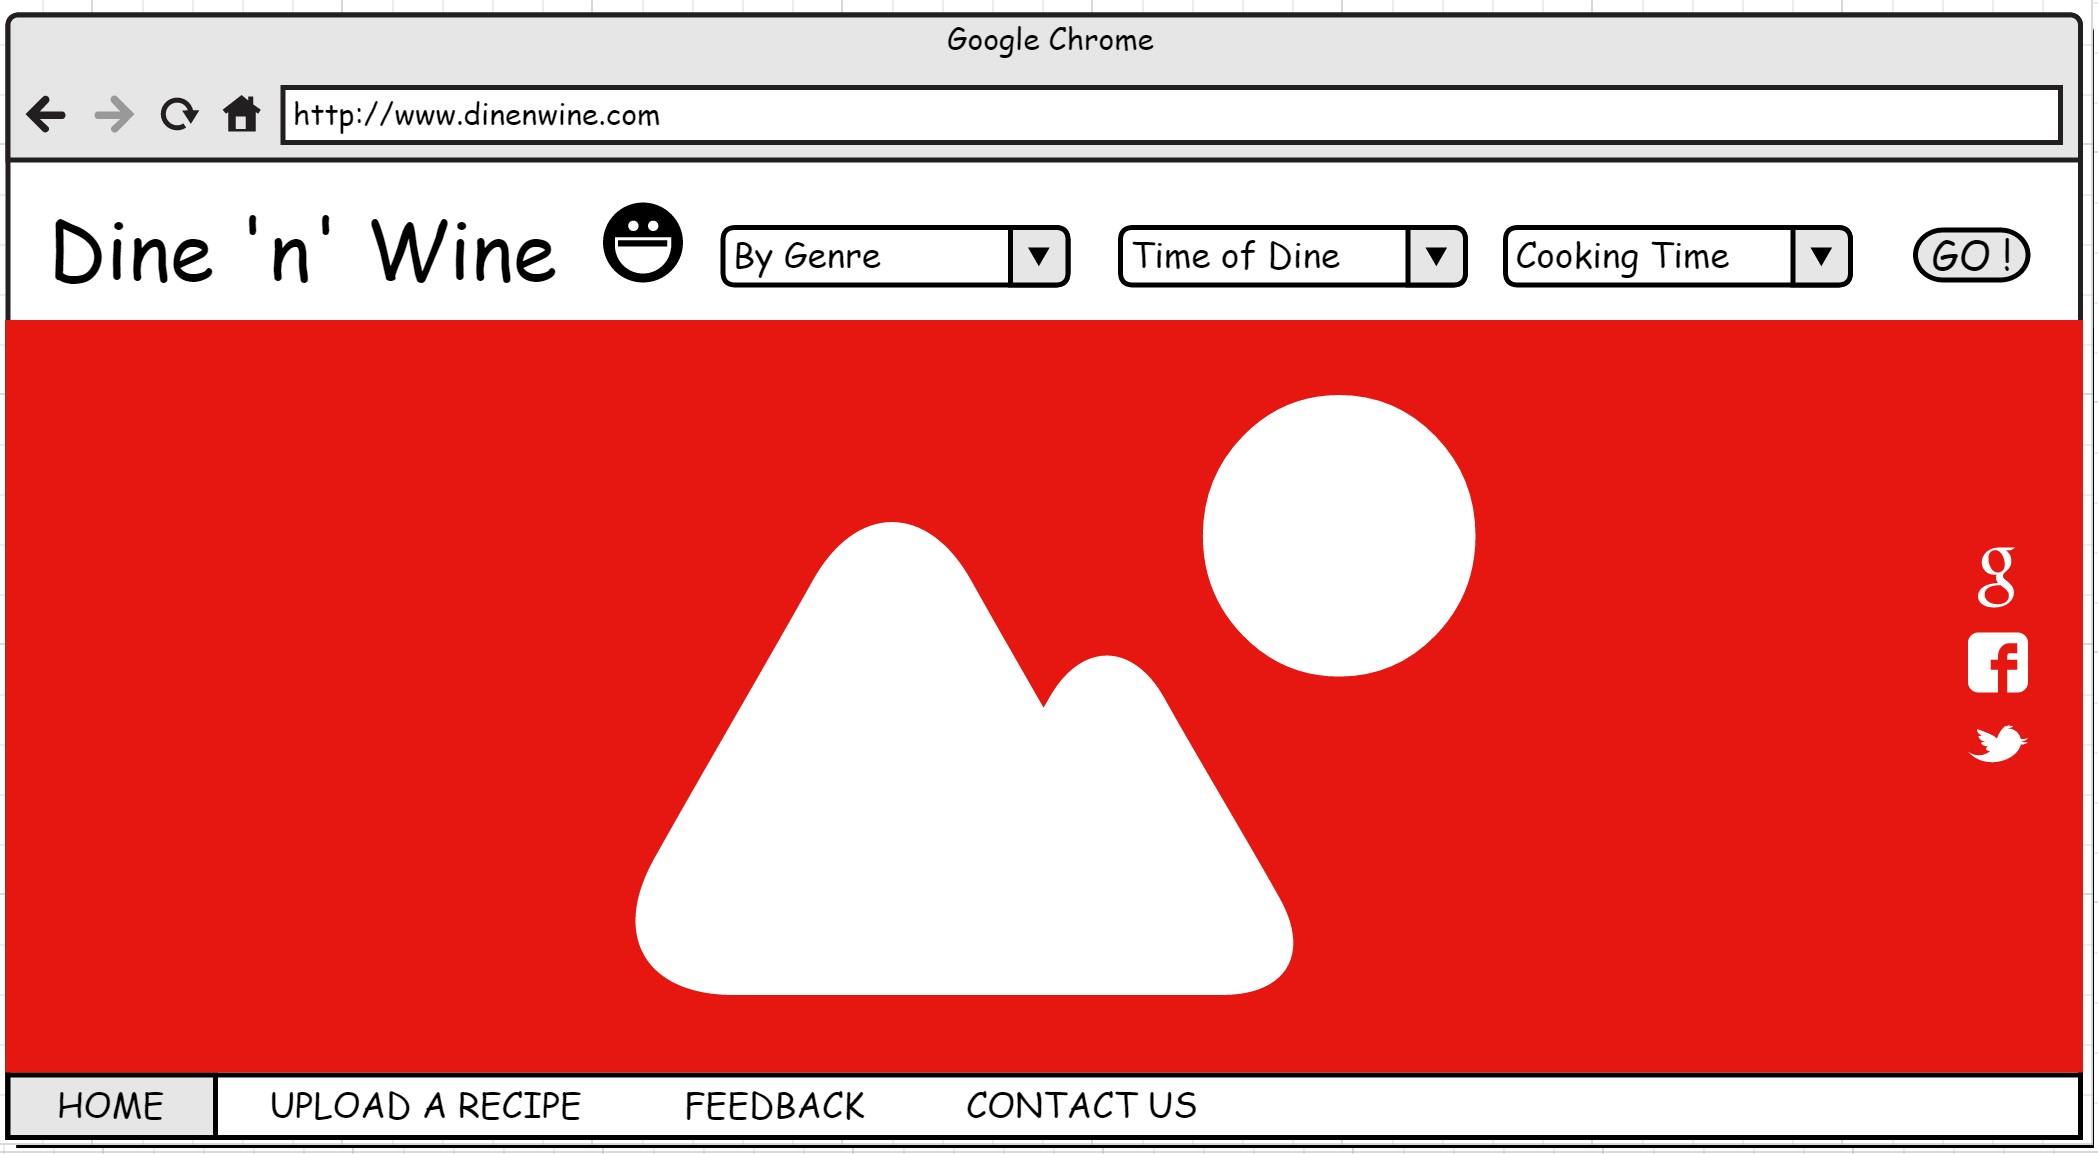 Google Chrome
http://www.dinenwine.com
Dine 'n' Wine
By Genre
Time of Dine
Cooking Time
GO !
g
f
HOME
UPLOAD A RECIPE
FEEDBACK
CONTACT US